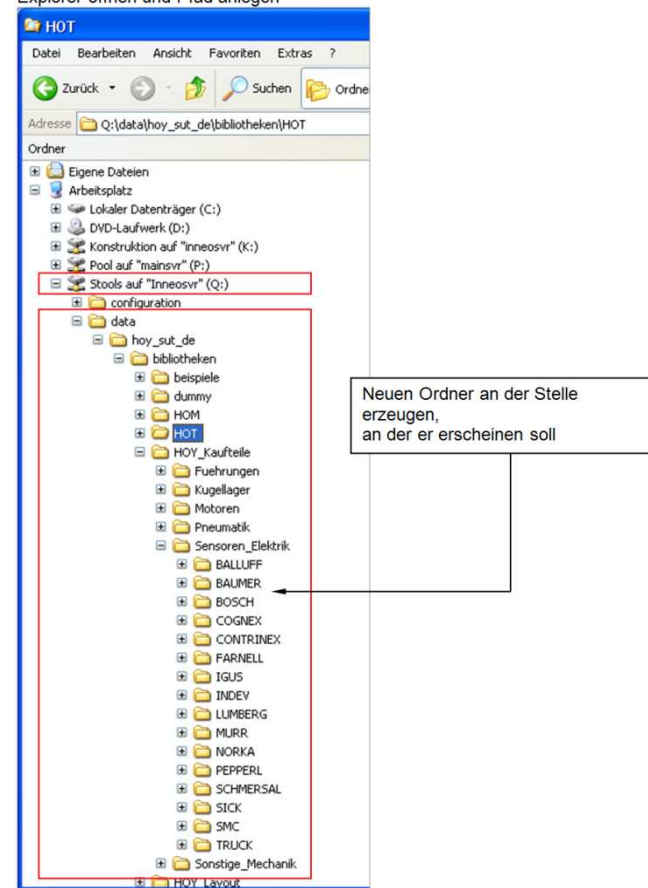 Explorer öffnen und Pfad anlegen
HOT
Datei Bearbeiten Ansicht Favoriten Extras ?
Zurück Suchen Ordne
Adresse Q:\data\hoy_sut_de\bibliotheken\HOT
Ordner
Eigene Dateien
Arbeitsplatz
Lokaler Datenträger (C:)
DVD-Laufwerk (D:)
Konstruktion auf "inneosvr" (K:)
Pool auf "mainsvr" (P:)
Stools auf "Inneosvr" (Q:)
configuration
data
hoy_sut_de
bibliotheken
beispiele
dummy
HOM
HOT
HOY_Kaufteile
Fuehrungen
Kugellager
Motoren
Pneumatik
Sensoren_Elektrik
BALLUFF
BAUMER
BOSCH
COGNEX
CONTRINEX
FARNELL
IGUS
INDEV
LUMBERG
MURR
NORKA
PEPPERL
SCHMERSAL
SICK
SMC
TRUCK
Sonstige_Mechanik
HOY_Layout
Neuen Ordner an der Stelle
erzeugen,
an der er erscheinen soll